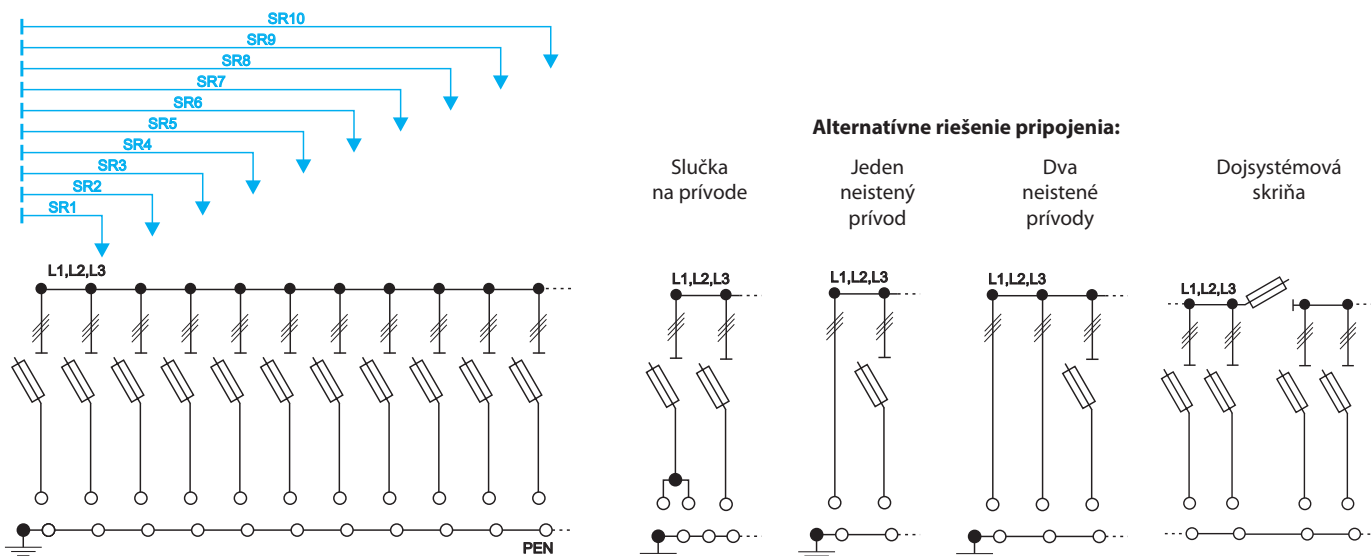 SR10
SR9
SR8
SR7
SR6
SR5
SR4
SR3
SR2
SR1
L1,L2,L3
PEN
Alternatívne riešenie pripojenia:
Slučka
na prívode
L1,L2,L3
Jeden
neistený
prívod
L1,L2,L3
Dva
neistené
prívody
L1,L2,L3
Dojsystémová
skriňa
L1,L2,L3